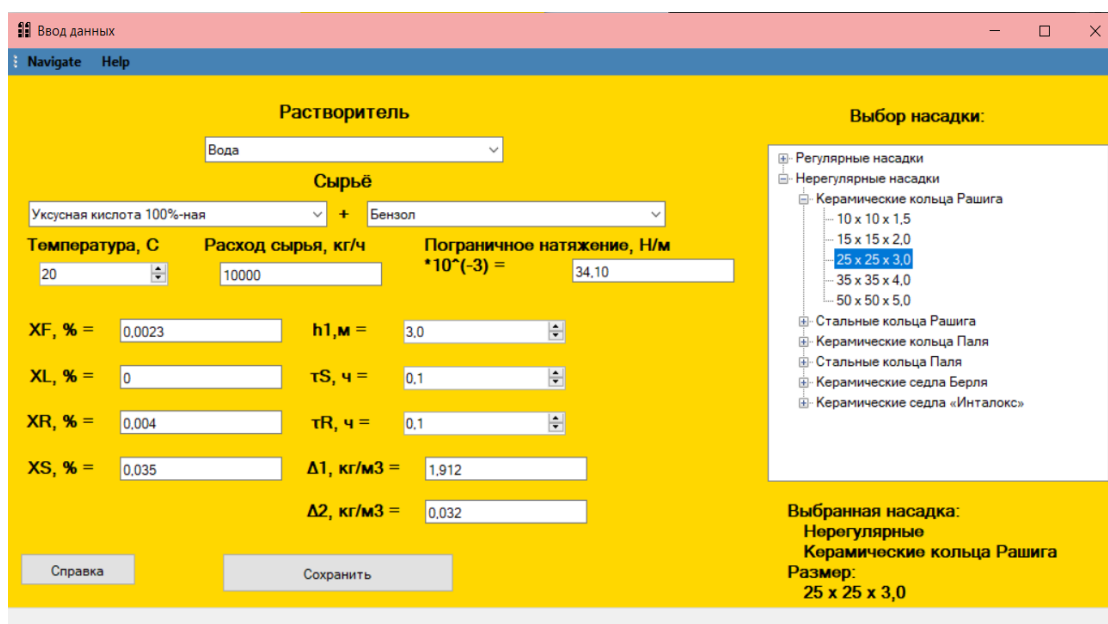 Ввод данных
Navigate Help
Растворитель
Вода
Сырьё
Уксусная кислота 100%-ная + Бензол
Температура, С Расход сырья, кг/ч Пограничное натяжение, Н/м
*10^(-3) =
20 10000 34,10
XF, % = 0,0023 h1,м = 3,0
XL, % = 0 τS, ч = 0,1
XR, % = 0,004 τR, ч = 0,1
XS, % = 0,035 Δ1, кг/м3 = 1,912
Δ2, кг/м3 = 0,032
Справка Сохранить
Выбор насадки:
Регулярные насадки
Нерегулярные насадки
Керамические кольца Рашига
10 x 10 x 1,5
15 x 15 x 2,0
25 x 25 x 3,0
35 x 35 x 4,0
50 x 50 x 5,0
Стальные кольца Рашига
Керамические кольца Паля
Стальные кольца Паля
Керамические седла Берля
Керамические седла «Инталокс»
Выбранная насадка:
Нерегулярные
Керамические кольца Рашига
Размер:
25 x 25 x 3,0